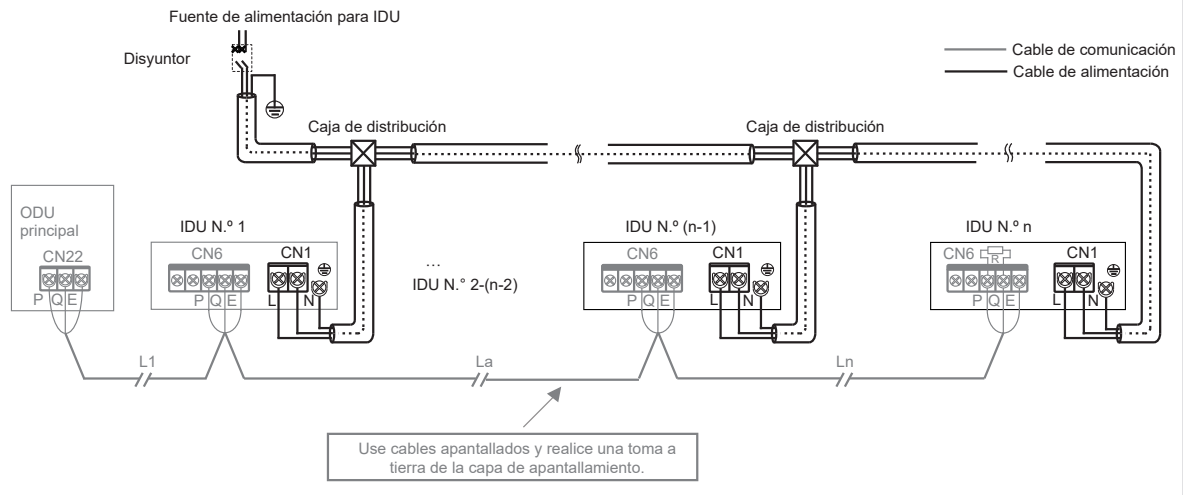 Fuente de alimentación para IDU
Disyuntor
Cable de comunicación
Cable de alimentación
Caja de distribución
Caja de distribución
ODU
principal
CN22
P Q E
IDU N.º 1
CN6
CN1
P Q E
L N
...
IDU N.° 2-(n-2)
IDU N.º (n-1)
CN6
CN1
P Q E
L N
IDU N.º n
CN6
R
CN1
P Q E
L N
L1
La
Ln
Use cables apantallados y realice una toma a
tierra de la capa de apantallamiento.